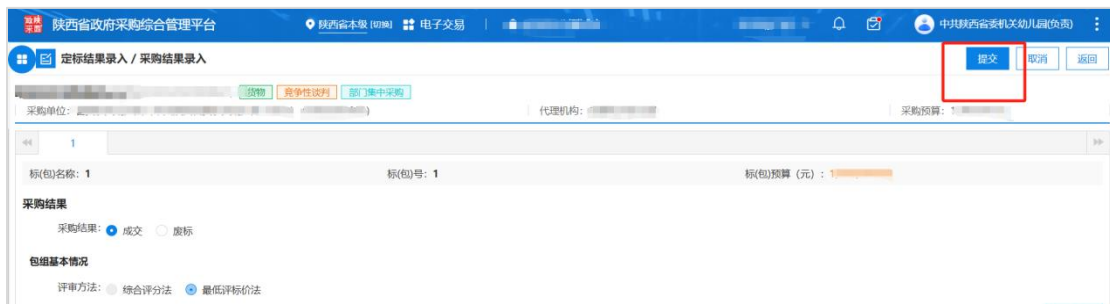 陕西省政府采购综合管理平台 陕西省本级 [切换] 电子交易 中共陕西省委机关幼儿园(负责)
定标结果录入 / 采购结果录入 提交 取消 返回
货物 竞争性谈判 部门集中采购
采购单位: 代理机构: 采购预算: 1
1
标(包)名称: 1 标(包)号: 1 标(包)预算（元）: 1
采购结果
采购结果: 成交 废标
包组基本情况
评审方法: 综合评分法 最低评标价法